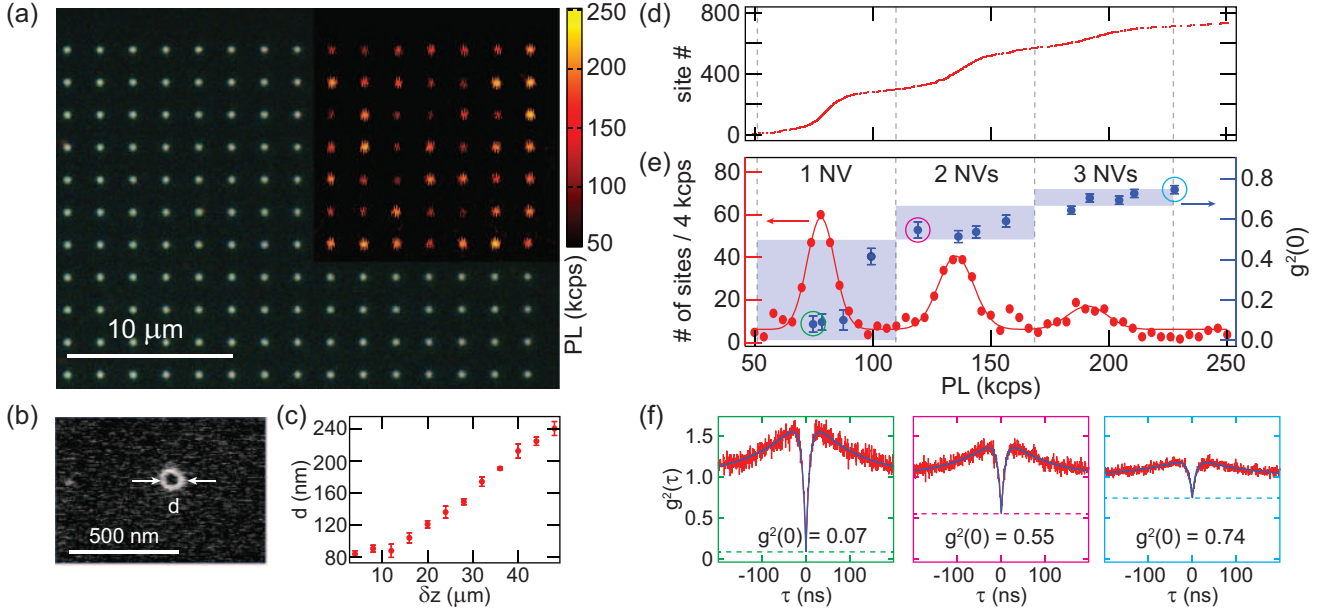 (a)
250
200
150
100
50
PL (kcps)
10 μm
(b)
d
500 nm
(c)
240
200
160
120
80
d (nm)
20
40
δz (μm)
(d)
800
400
0
site #
(e)
80
60
40
20
0
# of sites / 4 kcps
1 NV
2 NVs
3 NVs
0.8
0.6
0.4
0.2
0.0
g²(0)
50
100
150
200
250
PL (kcps)
(f)
1.5
1.0
0.5
0
g²(τ)
g²(0) = 0.07
g²(0) = 0.55
g²(0) = 0.74
-100 0 100
-100 0 100
-100 0 100
τ (ns)
τ (ns)
τ (ns)